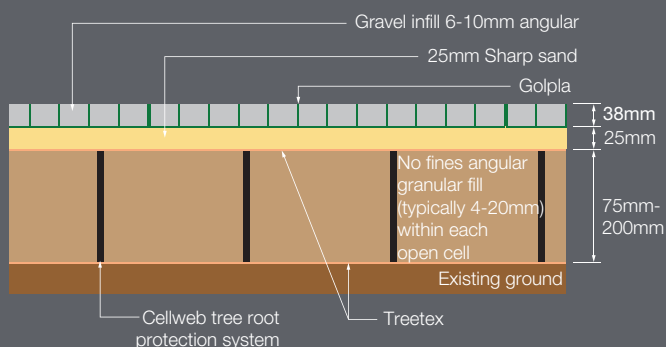 Gravel infill 6-10mm angular
25mm Sharp sand
Golpla
38mm
25mm
No fines angular
granular fill
(typically 4-20mm)
within each
open cell
75mm-
200mm
Existing ground
Cellweb tree root
protection system
Treetex